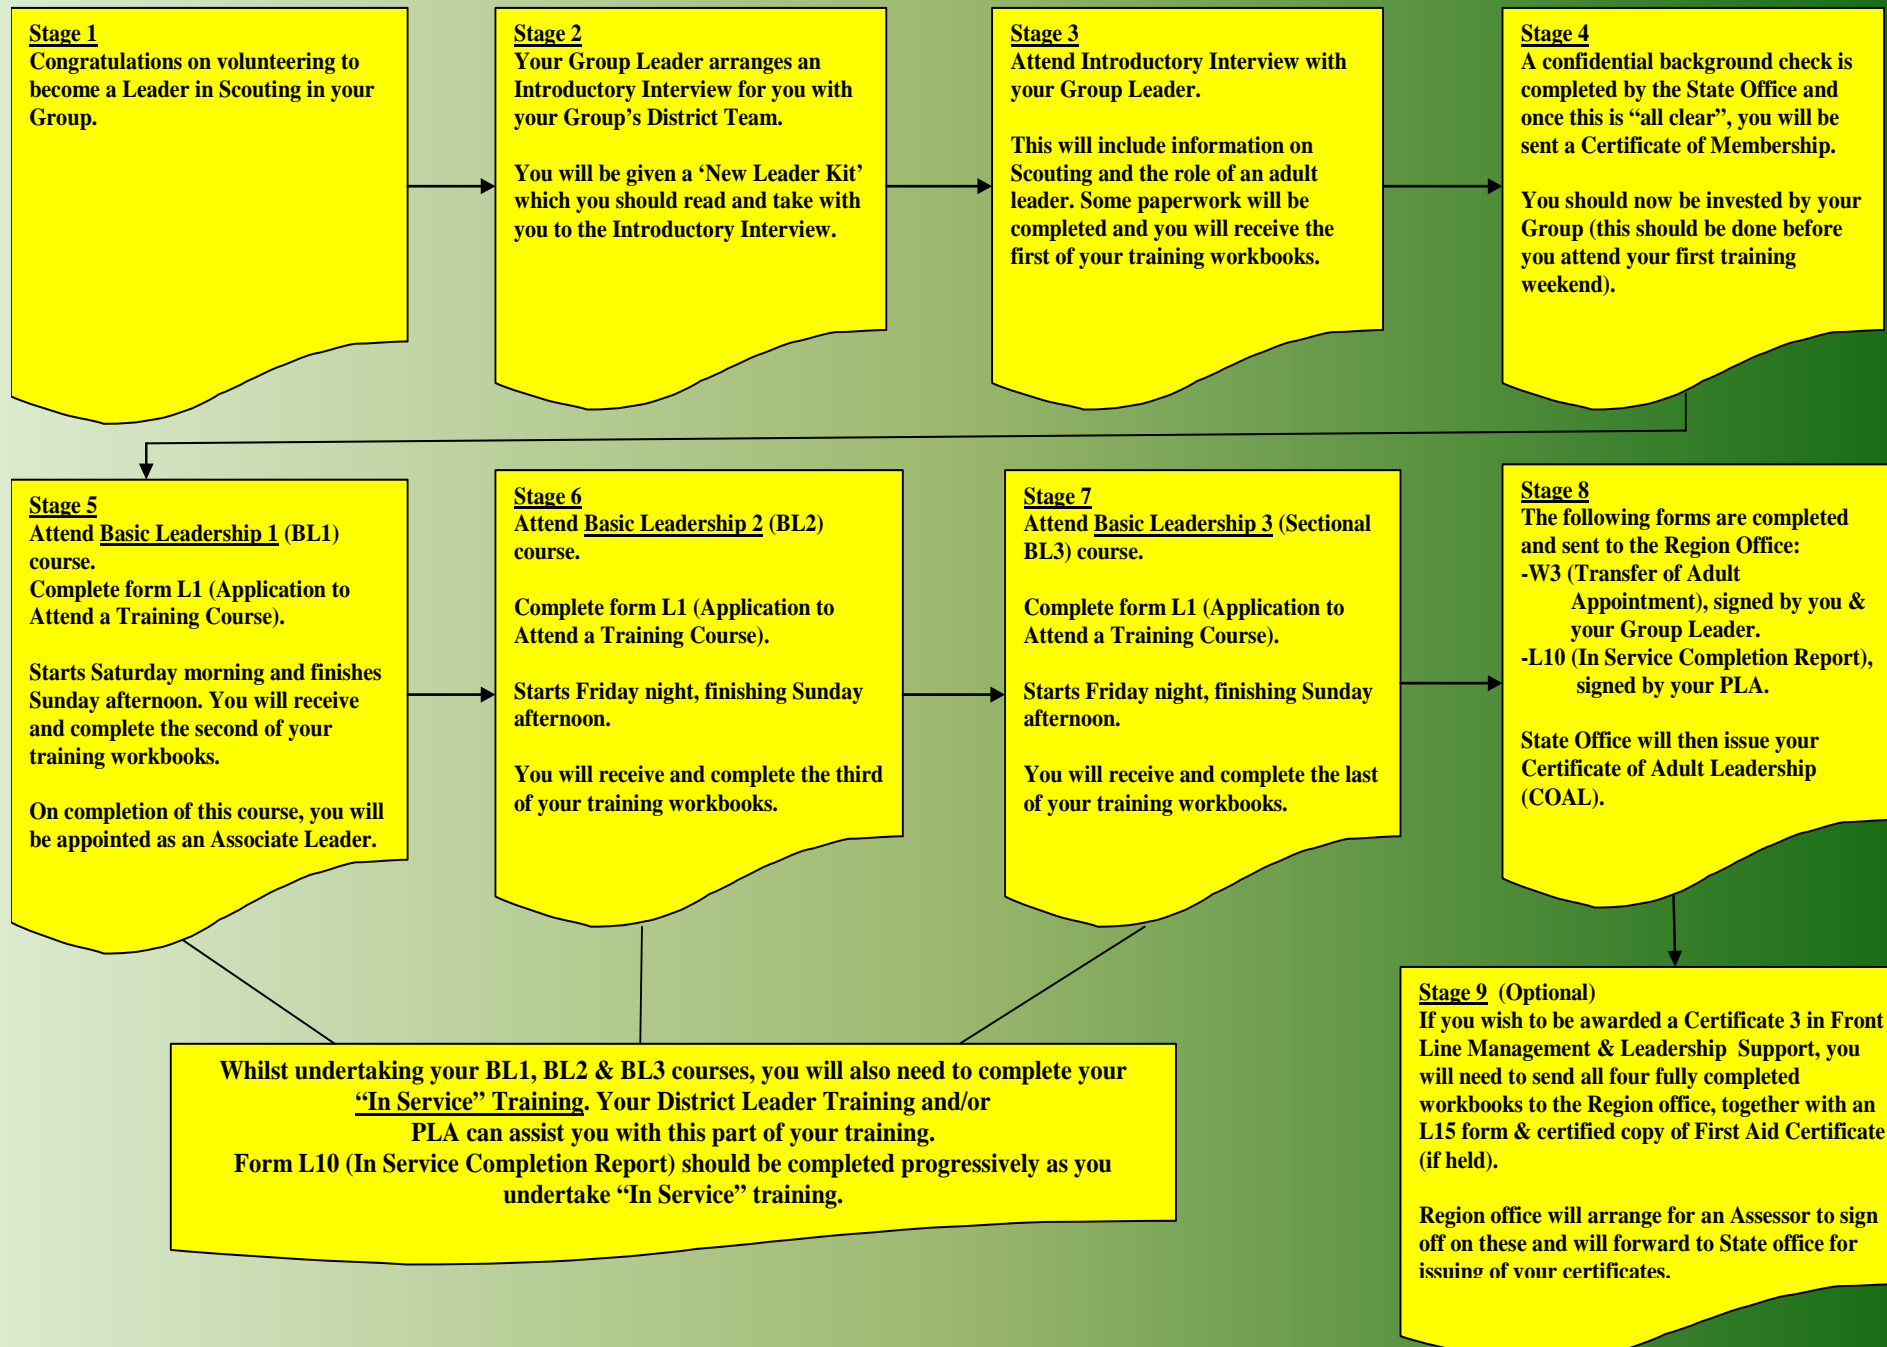 Stage 1
Congratulations on volunteering to
become a Leader in Scouting in your
Group.
Stage 2
Your Group Leader arranges an
Introductory Interview for you with
your Group’s District Team.
You will be given a ‘New Leader Kit’
which you should read and take with
you to the Introductory Interview.
Stage 3
Attend Introductory Interview with
your Group Leader.
This will include information on
Scouting and the role of an adult
leader. Some paperwork will be
completed and you will receive the
first of your training workbooks.
Stage 4
A confidential background check is
completed by the State Office and
once this is “all clear”, you will be
sent a Certificate of Membership.
You should now be invested by your
Group (this should be done before
you attend your first training
weekend).
Stage 5
Attend Basic Leadership 1 (BL1)
course.
Complete form L1 (Application to
Attend a Training Course).
Starts Saturday morning and finishes
Sunday afternoon. You will receive
and complete the second of your
training workbooks.
On completion of this course, you will
be appointed as an Associate Leader.
Stage 6
Attend Basic Leadership 2 (BL2)
course.
Complete form L1 (Application to
Attend a Training Course).
Starts Friday night, finishing Sunday
afternoon.
You will receive and complete the third
of your training workbooks.
Stage 7
Attend Basic Leadership 3 (Sectional
BL3) course.
Complete form L1 (Application to
Attend a Training Course).
Starts Friday night, finishing Sunday
afternoon.
You will receive and complete the last
of your training workbooks.
Stage 8
The following forms are completed
and sent to the Region Office:
-W3 (Transfer of Adult
Appointment), signed by you &
your Group Leader.
-L10 (In Service Completion Report),
signed by your PLA.
State Office will then issue your
Certificate of Adult Leadership
(COAL).
Whilst undertaking your BL1, BL2 & BL3 courses, you will also need to complete your
“In Service” Training. Your District Leader Training and/or
PLA can assist you with this part of your training.
Form L10 (In Service Completion Report) should be completed progressively as you
undertake “In Service” training.
Stage 9 (Optional)
If you wish to be awarded a Certificate 3 in Front
Line Management & Leadership Support, you
will need to send all four fully completed
workbooks to the Region office, together with an
L15 form & certified copy of First Aid Certificate
(if held).
Region office will arrange for an Assessor to sign
off on these and will forward to State office for
issuing of your certificates.